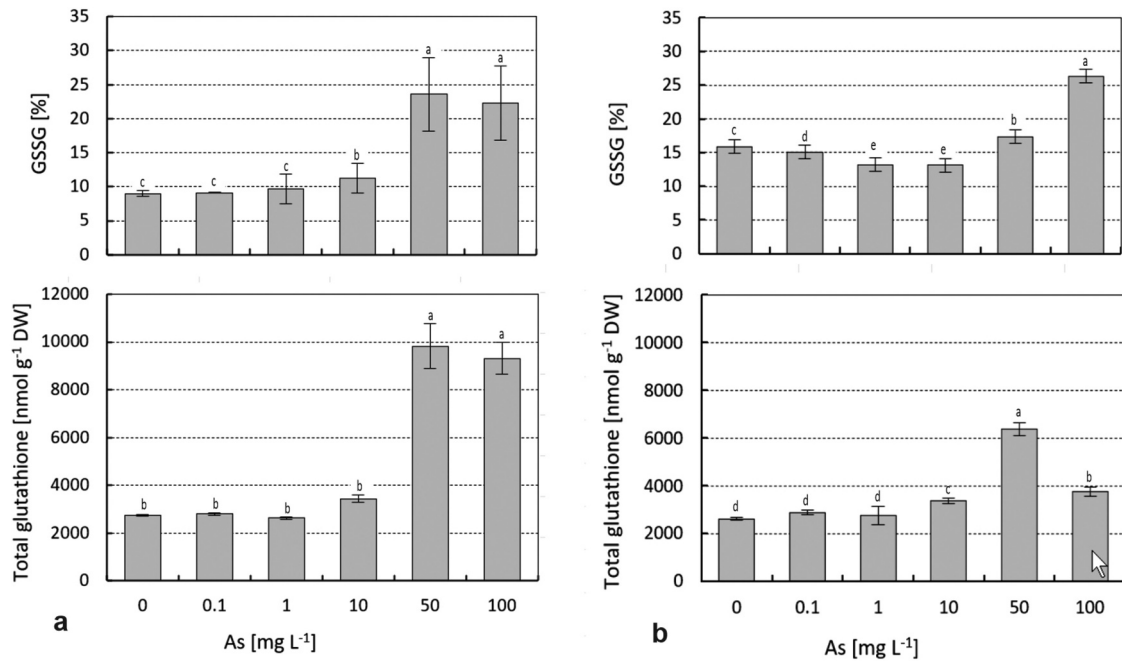 35
30
25
20
15
10
5
0
GSSG [%]
c c c b a a
35
30
25
20
15
10
5
0
GSSG [%]
c d e e b a
12000
10000
8000
6000
4000
2000
0
Total glutathione [nmol g⁻¹ DW]
b b b b a a
0 0.1 1 10 50 100
As [mg L⁻¹]
a
12000
10000
8000
6000
4000
2000
0
Total glutathione [nmol g⁻¹ DW]
d d d c a b
0 0.1 1 10 50 100
As [mg L⁻¹]
b